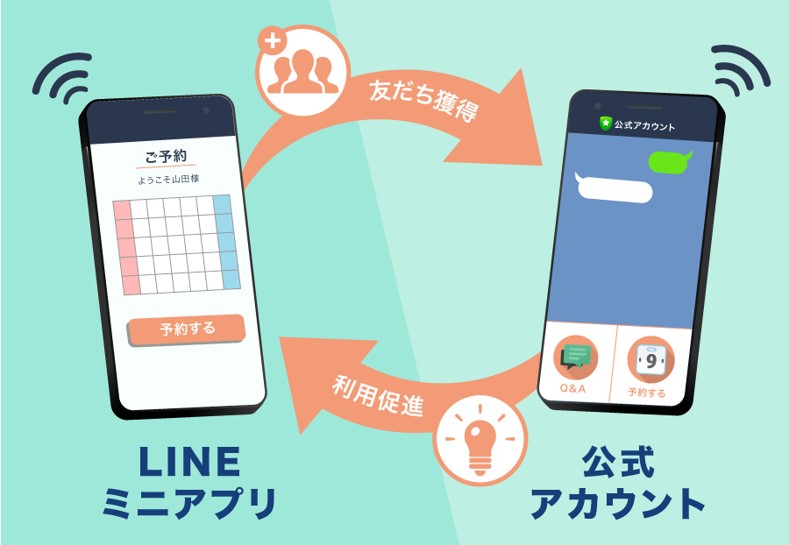 友だち獲得
公式アカウント
ご予約
ようこそ山田様
予約する
利用促進
9
Q&A
予約する
LINE
ミニアプリ
公式
アカウント